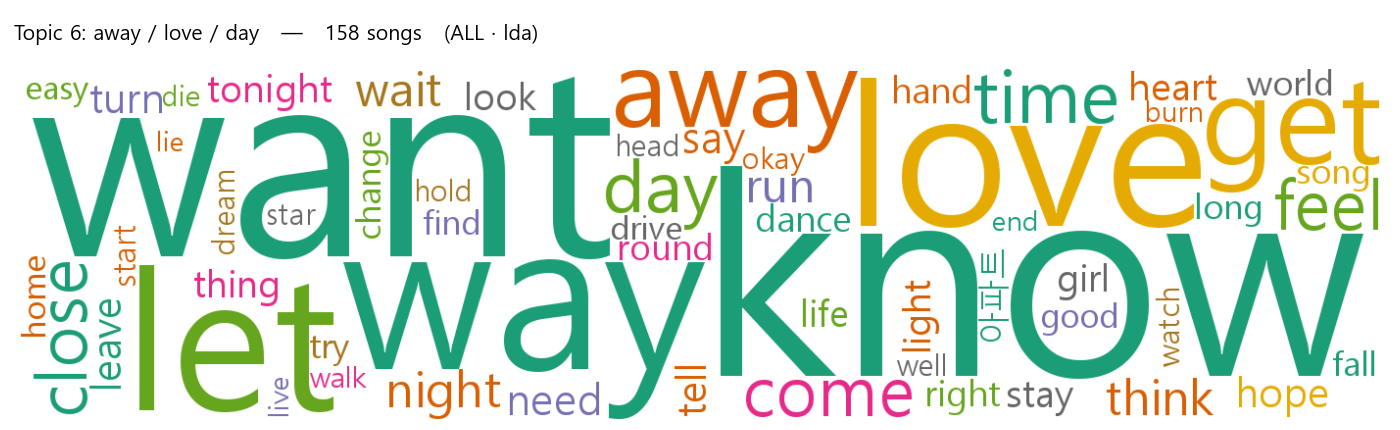 Topic 6: away / love / day — 158 songs (ALL · lda)
easy turn die tonight wait look away hand time heart world
lie want head say okay love burn get
dream star change hold find day run song
start drive round dance end long feel
home close leave thing let way know 아파트 girl
try life light good watch
live walk night need tell come well right stay think hope fall